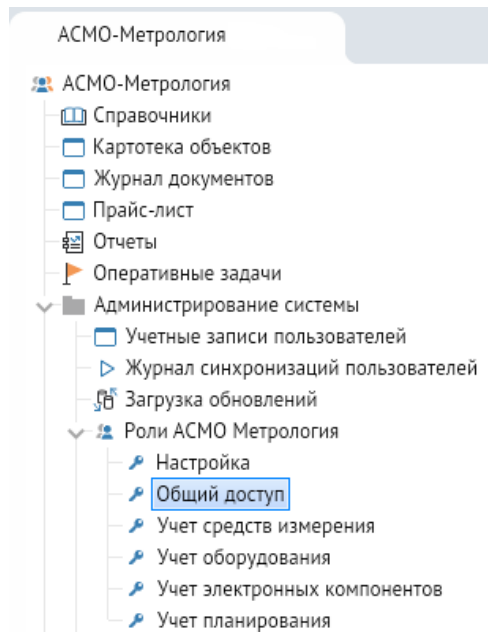 АСМО-Метрология
АСМО-Метрология
Справочники
Картотека объектов
Журнал документов
Прайс-лист
Отчеты
Оперативные задачи
Администрирование системы
Учетные записи пользователей
Журнал синхронизаций пользователей
Загрузка обновлений
Роли АСМО Метрология
Настройка
Общий доступ
Учет средств измерения
Учет оборудования
Учет электронных компонентов
Учет планирования